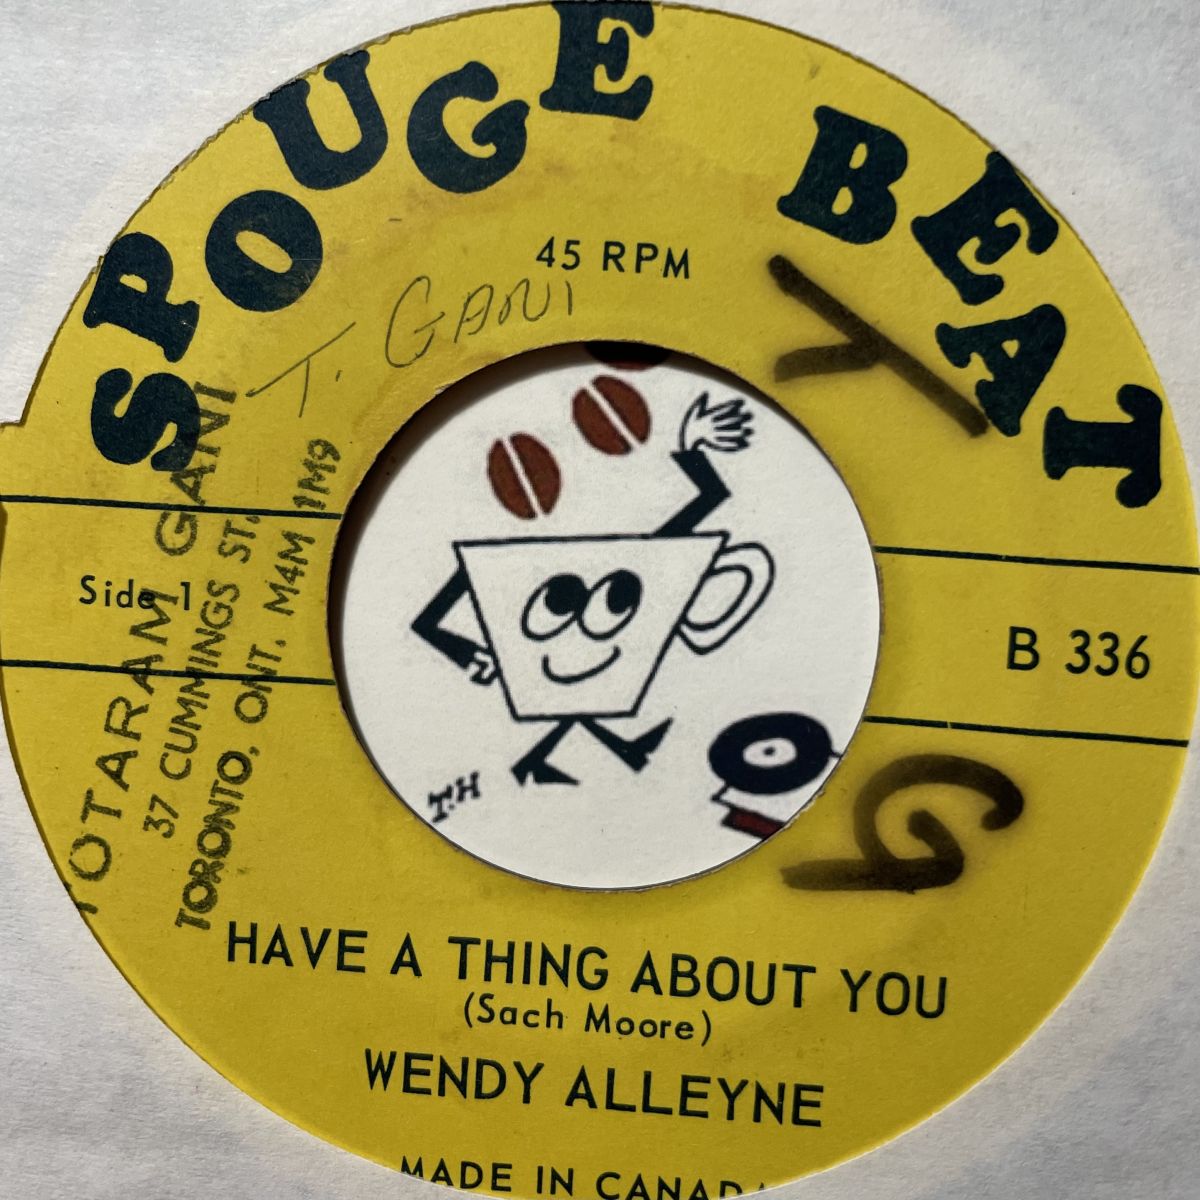 SPOUGE BEAT
45 RPM
T. GANI
TOTARAM GANI
37 CUMMINGS ST.
TORONTO, ONT. M4M 1M9
Side 1
B 336
T.H
HAVE A THING ABOUT YOU
(Sach Moore)
WENDY ALLEYNE
MADE IN CANADA